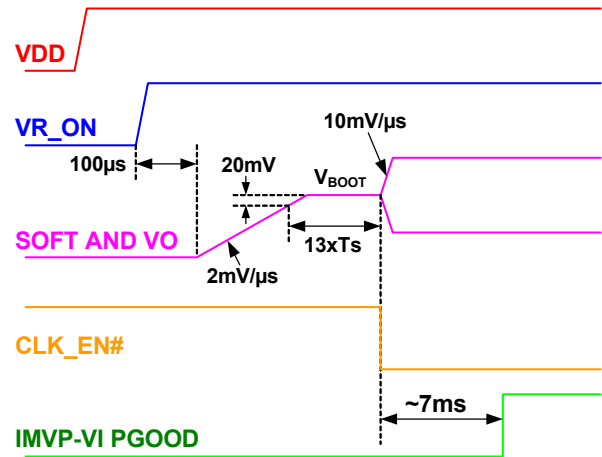 VDD
10mV/µs
VR_ON
100µs
20mV
VBOOT
SOFT AND VO
2mV/µs
13xTs
CLK_EN#
~7ms
IMVP-VI PGOOD